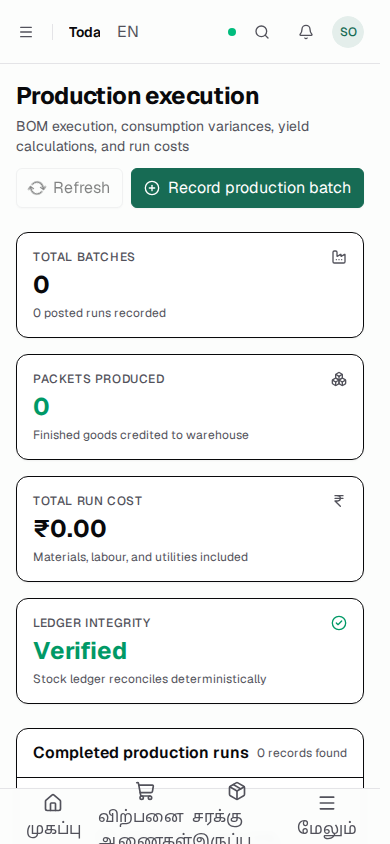 Toda EN SO
Production execution
BOM execution, consumption variances, yield
calculations, and run costs
Refresh Record production batch
TOTAL BATCHES
0
0 posted runs recorded
PACKETS PRODUCED
0
Finished goods credited to warehouse
TOTAL RUN COST
₹0.00
Materials, labour, and utilities included
LEDGER INTEGRITY
Verified
Stock ledger reconciles deterministically
Completed production runs 0 records found
முகப்பு விற்பனை சரக்கு மேலும்
ஆணைகள் இருப்பு